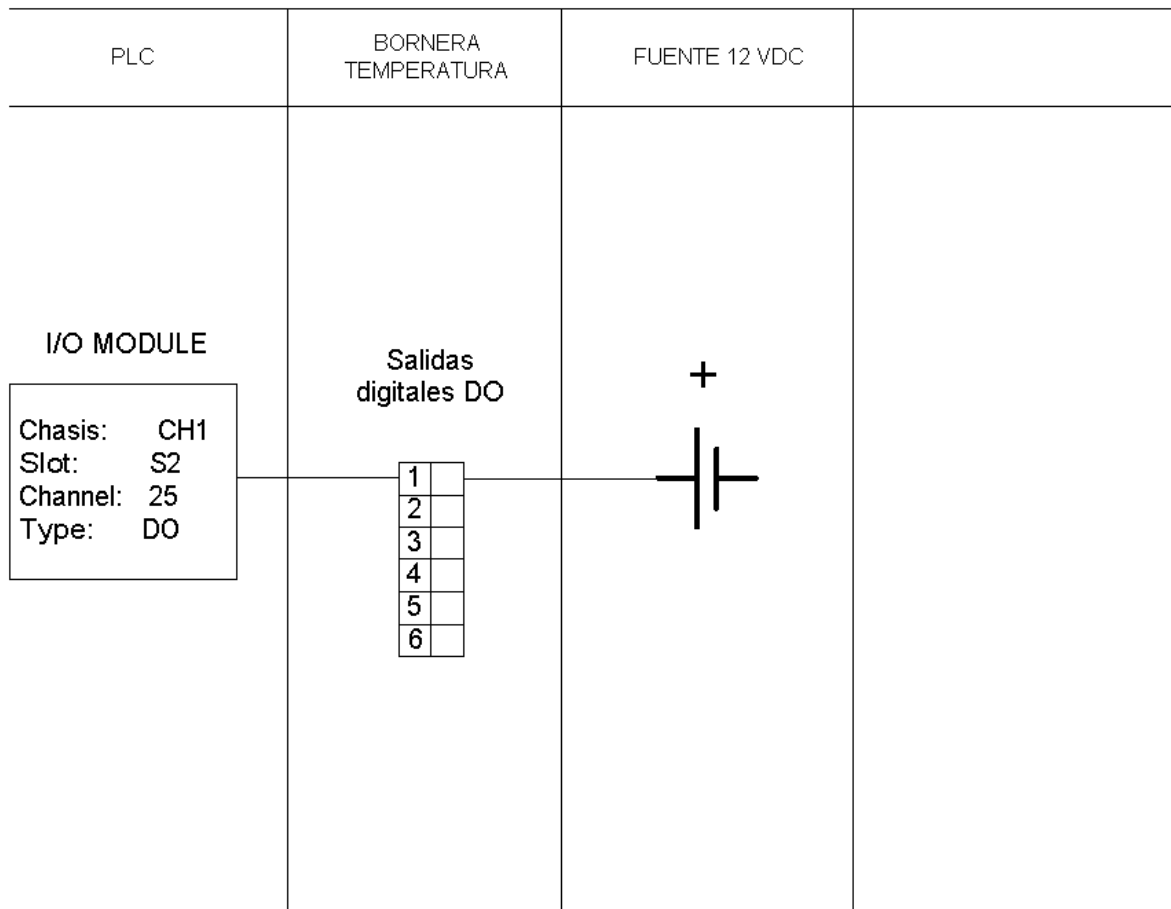 PLC
BORNERA
TEMPERATURA
FUENTE 12 VDC
I/O MODULE
Chasis: CH1
Slot: S2
Channel: 25
Type: DO
Salidas
digitales DO
1
2
3
4
5
6
+